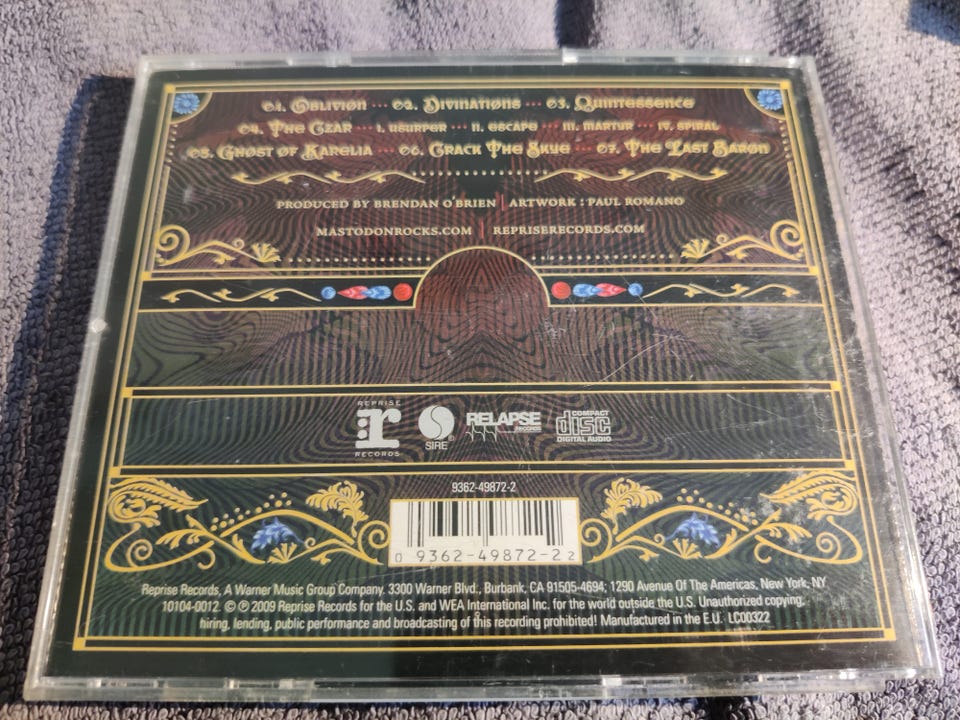 01. Oblivion ··· 02. Divinations ··· 03. Quintessence
04. The Czar ··· I. Usurper ··· II. Escape ··· III. Martyr ··· IV. Spiral
05. Ghost of Karelia ··· 06. Crack The Skye ··· 07. The Last Baron
PRODUCED BY BRENDAN O'BRIEN | ARTWORK : PAUL ROMANO
MASTODONROCKS.COM | REPRISERECORDS.COM
REPRISE
r
RECORDS
SIRE®
RELAPSE
RECORDS
COMPACT
disc
DIGITAL AUDIO
9362-49872-2
0 9362-49872-2 2
Reprise Records, A Warner Music Group Company. 3300 Warner Blvd., Burbank, CA 91505-4694; 1290 Avenue Of The Americas, New York, NY
10104-0012. © ℗ 2009 Reprise Records for the U.S. and WEA International Inc. for the world outside the U.S. Unauthorized copying,
hiring, lending, public performance and broadcasting of this recording prohibited! Manufactured in the E.U. LC00322